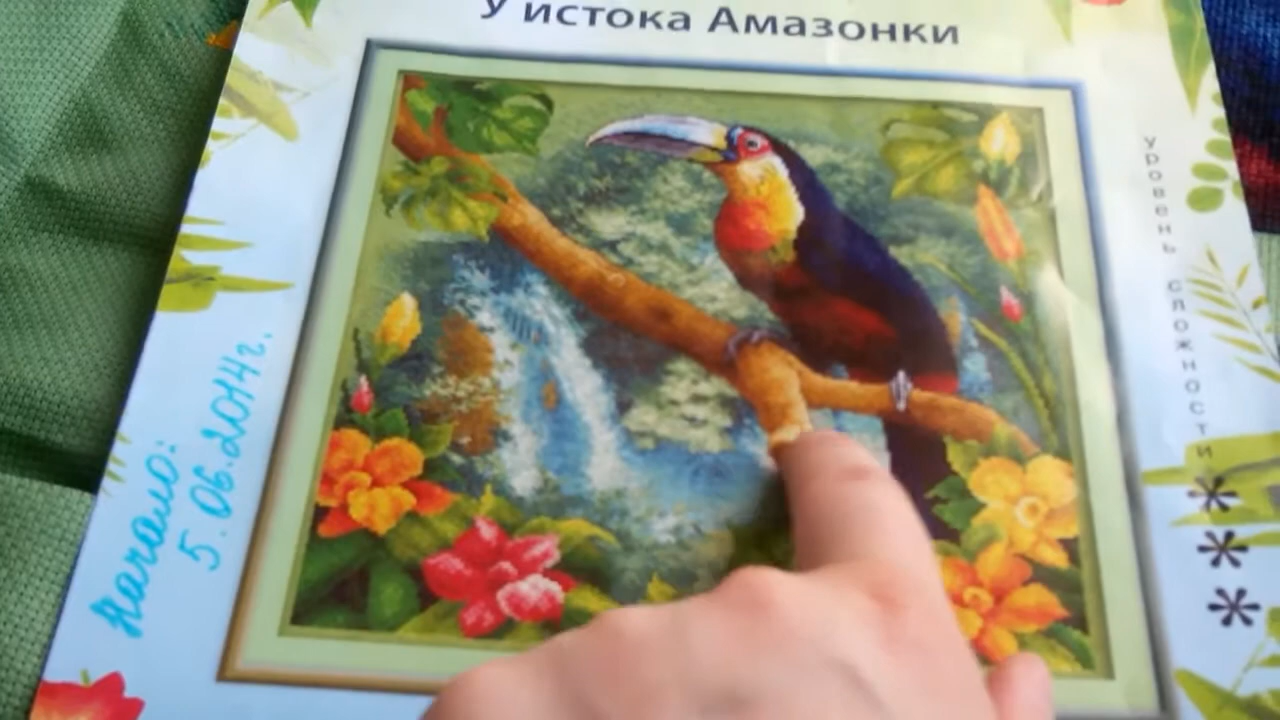 У истока Амазонки
уровень сложности
***
Начало:
5.06.2014г.